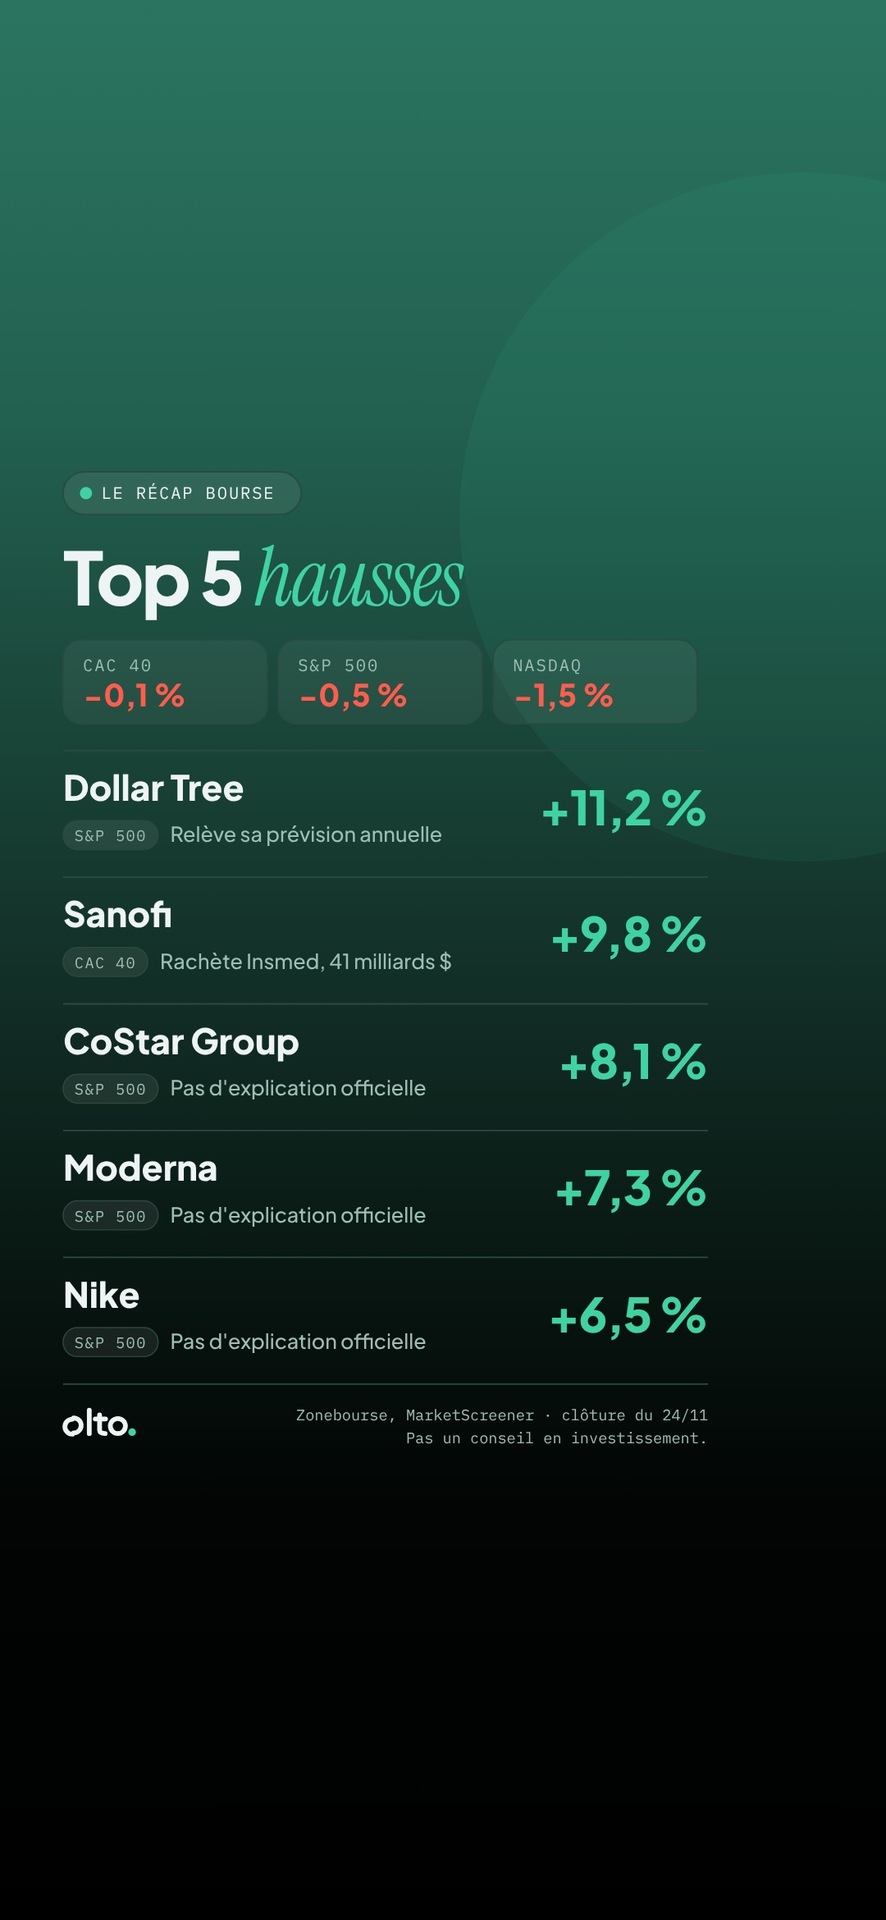 LE RÉCAP BOURSE
Top 5 hausses
CAC 40
-0,1 %
S&P 500
-0,5 %
NASDAQ
-1,5 %
Dollar Tree
S&P 500 Relève sa prévision annuelle
+11,2 %
Sanofi
CAC 40 Rachète Insmed, 41 milliards $
+9,8 %
CoStar Group
S&P 500 Pas d'explication officielle
+8,1 %
Moderna
S&P 500 Pas d'explication officielle
+7,3 %
Nike
S&P 500 Pas d'explication officielle
+6,5 %
olto.
Zonebourse, MarketScreener · clôture du 24/11
Pas un conseil en investissement.